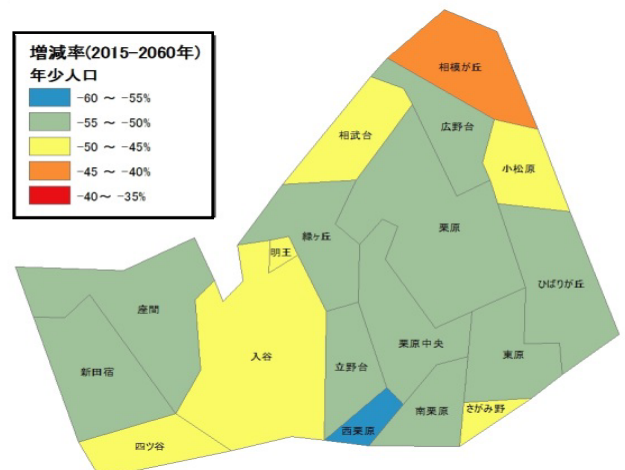 増減率(2015-2060年)
年少人口
-60 ～ -55%
-55 ～ -50%
-50 ～ -45%
-45 ～ -40%
-40～ -35%
相模が丘
広野台
相武台
小松原
栗原
緑ヶ丘
明王
ひばりが丘
座間
栗原中央
入谷
東原
立野台
新田宿
さがみ野
南栗原
西栗原
四ツ谷